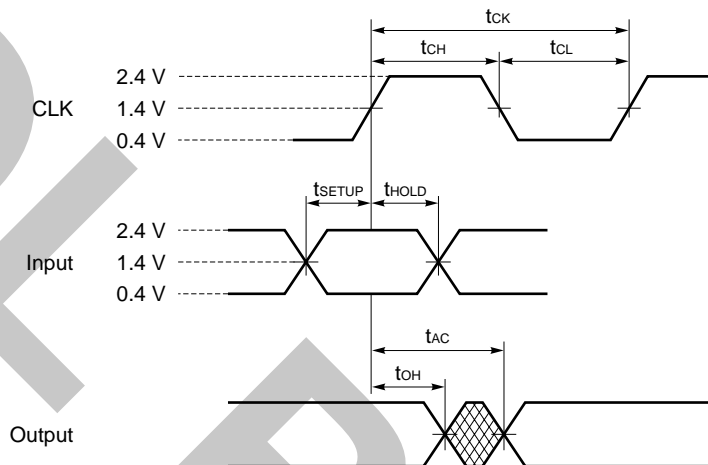 tCK
tCH tCL
2.4 V
CLK 1.4 V
0.4 V
tSETUP tHOLD
2.4 V
Input 1.4 V
0.4 V
tAC
tOH
Output